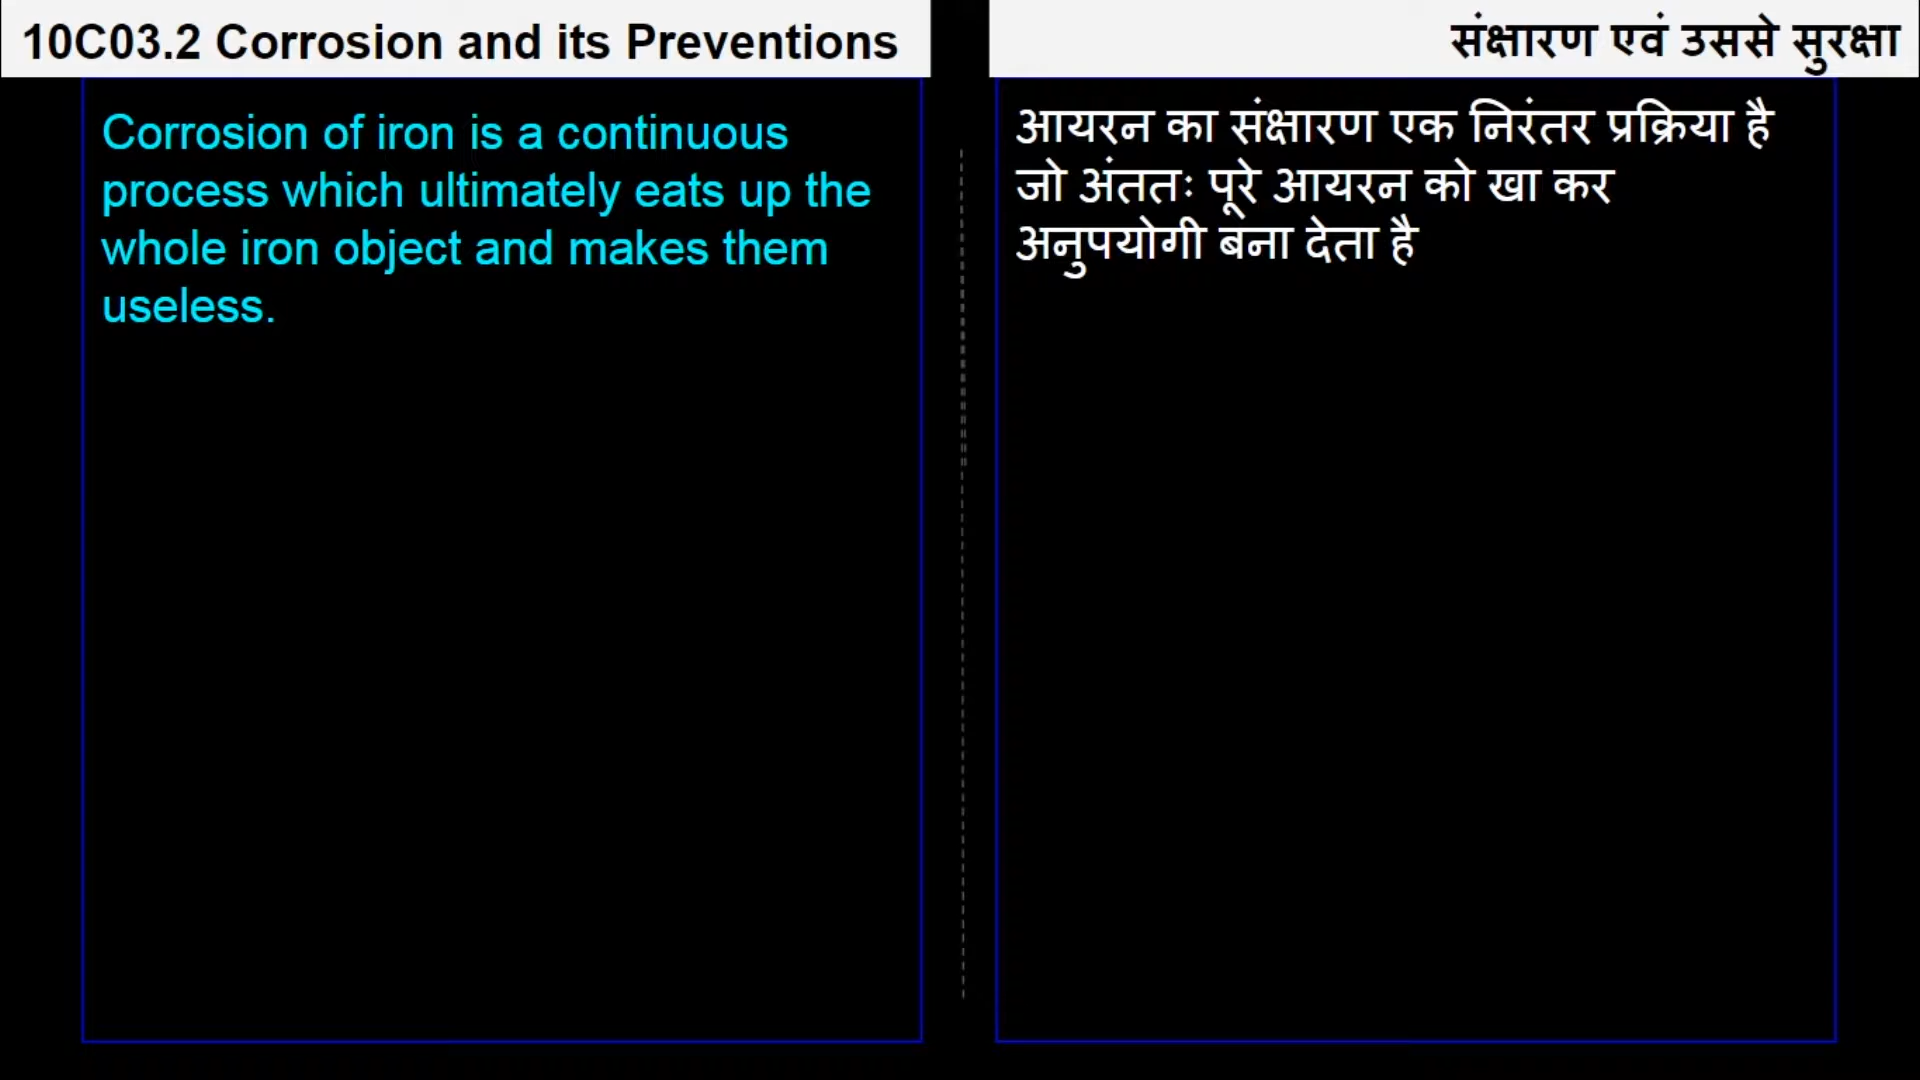 10C03.2 Corrosion and its Preventions
संक्षारण एवं उससे सुरक्षा
Corrosion of iron is a continuous
process which ultimately eats up the
whole iron object and makes them
useless.
आयरन का संक्षारण एक निरंतर प्रक्रिया है
जो अंततः पूरे आयरन को खा कर
अनुपयोगी बना देता है